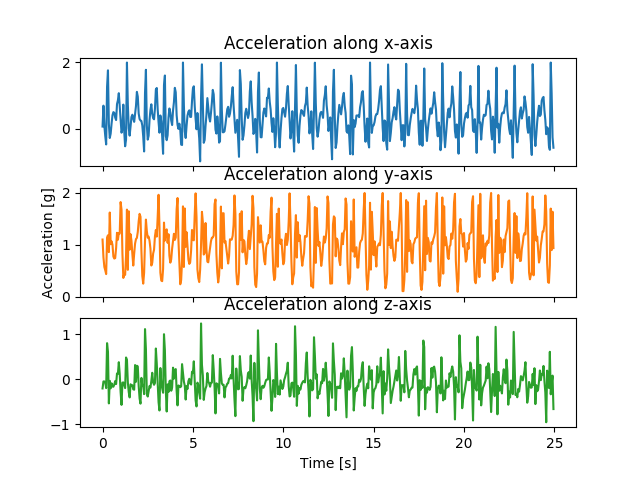 Acceleration along x-axis
2
0
Acceleration along y-axis
2
1
0
Acceleration [g]
Acceleration along z-axis
1
0
−1
0 5 10 15 20 25
Time [s]